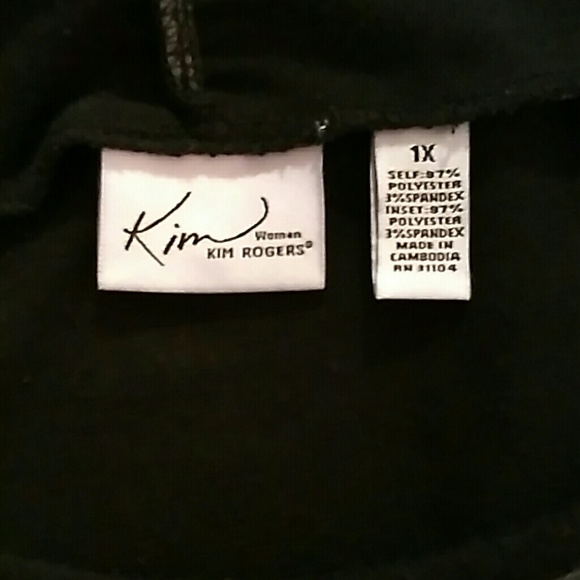 Kim
Women
KIM ROGERS®
1X
SELF:97%
POLYESTER
3%SPANDEX
INSET:97%
POLYESTER
3%SPANDEX
MADE IN
CAMBODIA
RN 31104